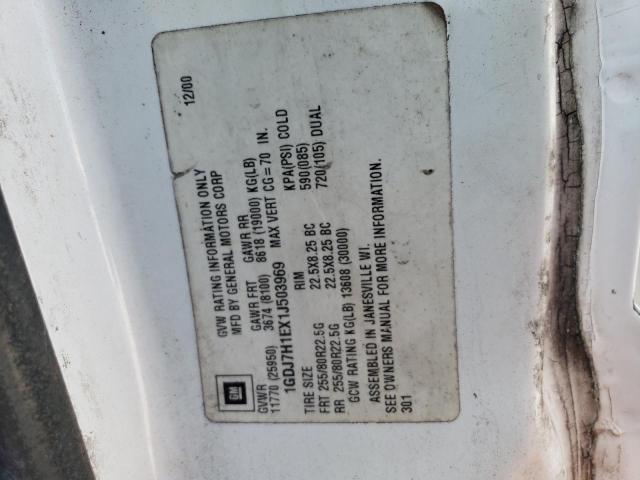 GVW RATING INFORMATION ONLY 12/00
MFD BY GENERAL MOTORS CORP
GM
GVWR GAWR FRT GAWR RR
11770 (25950) 3674 (8100) 8618 (19000) KG(LB)
1GDJ7H1EX1J503969 MAX VERT CG=70 IN.
TIRE SIZE RIM KPA(PSI) COLD
FRT 255/80R22.5G 22.5X8.25 BC 590(085)
RR 255/80R22.5G 22.5X8.25 BC 720(105) DUAL
GCW RATING KG(LB) 13608 (30000)
ASSEMBLED IN JANESVILLE WI.
SEE OWNERS MANUAL FOR MORE INFORMATION.
301